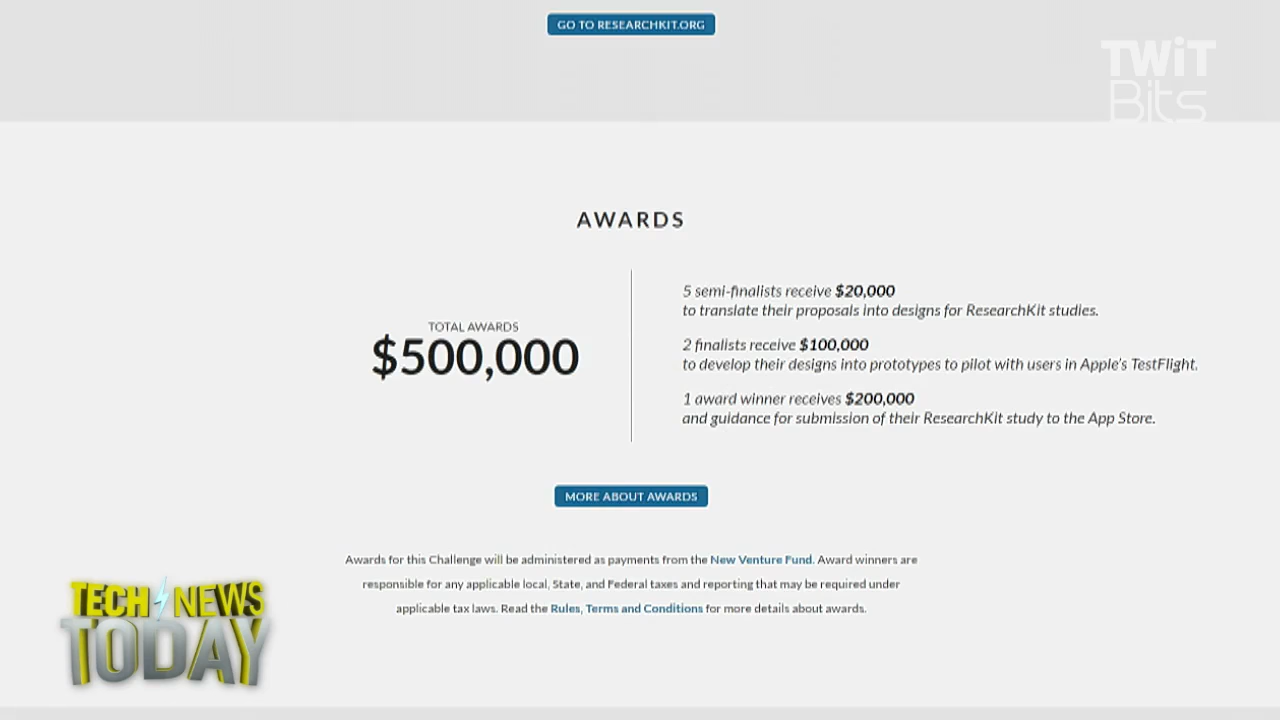 GO TO RESEARCHKIT.ORG
TWiT
Bits
AWARDS
TOTAL AWARDS
$500,000
5 semi-finalists receive $20,000
to translate their proposals into designs for ResearchKit studies.
2 finalists receive $100,000
to develop their designs into prototypes to pilot with users in Apple's TestFlight.
1 award winner receives $200,000
and guidance for submission of their ResearchKit study to the App Store.
MORE ABOUT AWARDS
Awards for this Challenge will be administered as payments from the New Venture Fund. Award winners are
responsible for any applicable local, State, and Federal taxes and reporting that may be required under
applicable tax laws. Read the Rules, Terms and Conditions for more details about awards.
TECH NEWS
TODAY